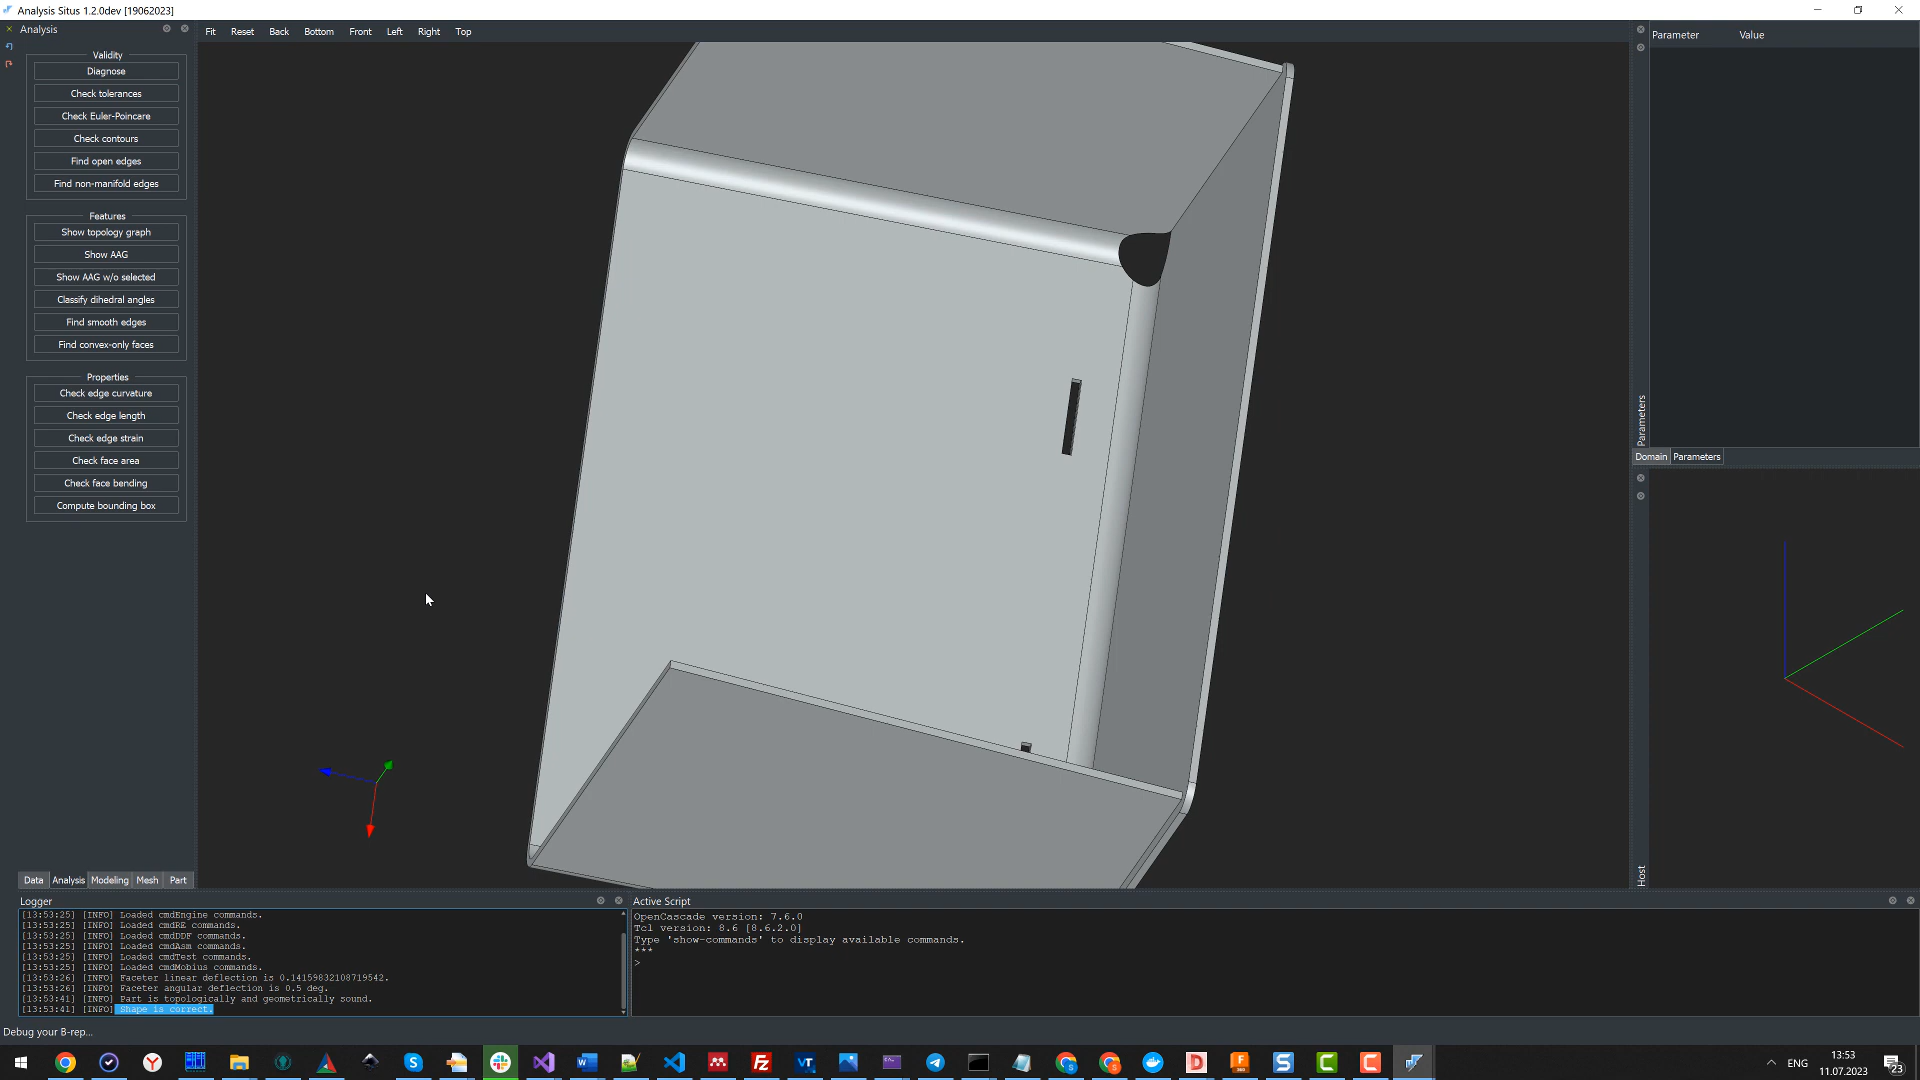 Analysis Situs 1.2.0dev [19062023]
Analysis
Fit Reset Back Bottom Front Left Right Top
Validity
Diagnose
Check tolerances
Check Euler-Poincare
Check contours
Find open edges
Find non-manifold edges
Features
Show topology graph
Show AAG
Show AAG w/o selected
Classify dihedral angles
Find smooth edges
Find convex-only faces
Properties
Check edge curvature
Check edge length
Check edge strain
Check face area
Check face bending
Compute bounding box
Data Analysis Modeling Mesh Part
Parameter Value
Parameters
Domain Parameters
Host
Logger
[13:53:25] [INFO] Loaded cmdEngine commands.
[13:53:25] [INFO] Loaded cmdRE commands.
[13:53:25] [INFO] Loaded cmdDDF commands.
[13:53:25] [INFO] Loaded cmdAsm commands.
[13:53:25] [INFO] Loaded cmdTest commands.
[13:53:25] [INFO] Loaded cmdMobius commands.
[13:53:26] [INFO] Faceter linear deflection is 0.14159832108719542.
[13:53:26] [INFO] Faceter angular deflection is 0.5 deg.
[13:53:41] [INFO] Part is topologically and geometrically sound.
[13:53:41] [INFO] Shape is correct.
Active Script
OpenCascade version: 7.6.0
Tcl version: 8.6 [8.6.2.0]
Type 'show-commands' to display available commands.
***
>
Debug your B-rep...
ENG
13:53
11.07.2023
23